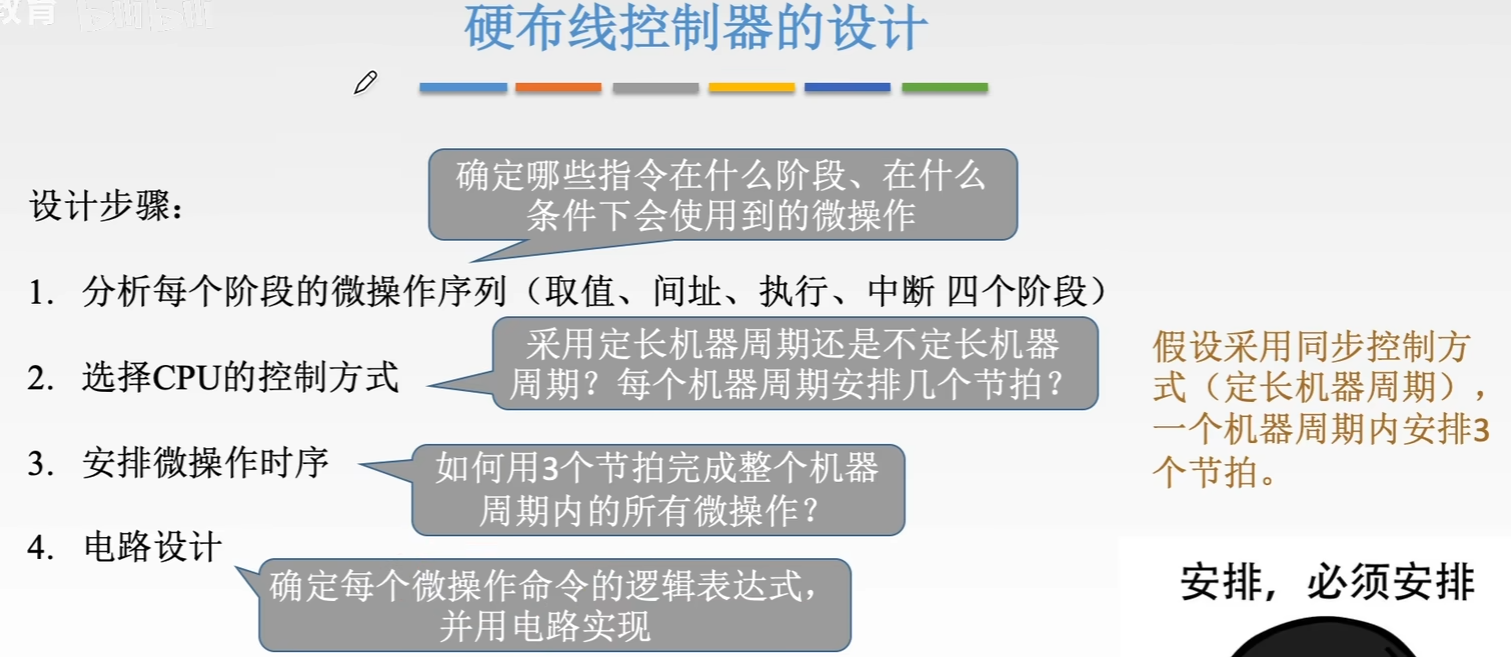 教育
硬布线控制器的设计
确定哪些指令在什么阶段、在什么
条件下会使用到的微操作
设计步骤：
1. 分析每个阶段的微操作序列（取值、间址、执行、中断 四个阶段）
采用定长机器周期还是不定长机器
周期？每个机器周期安排几个节拍？
2. 选择CPU的控制方式
假设采用同步控制方
式（定长机器周期），
一个机器周期内安排3
个节拍。
3. 安排微操作时序
如何用3个节拍完成整个机器
周期内的所有微操作？
4. 电路设计
确定每个微操作命令的逻辑表达式，
并用电路实现
安排，必须安排